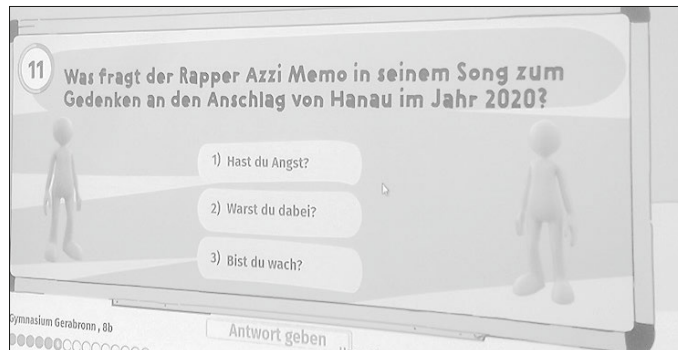 11
Was fragt der Rapper Azzi Memo in seinem Song zum
Gedenken an den Anschlag von Hanau im Jahr 2020?
1) Hast du Angst?
2) Warst du dabei?
3) Bist du wach?
Gymnasium Gerabronn, 8b
Antwort geben